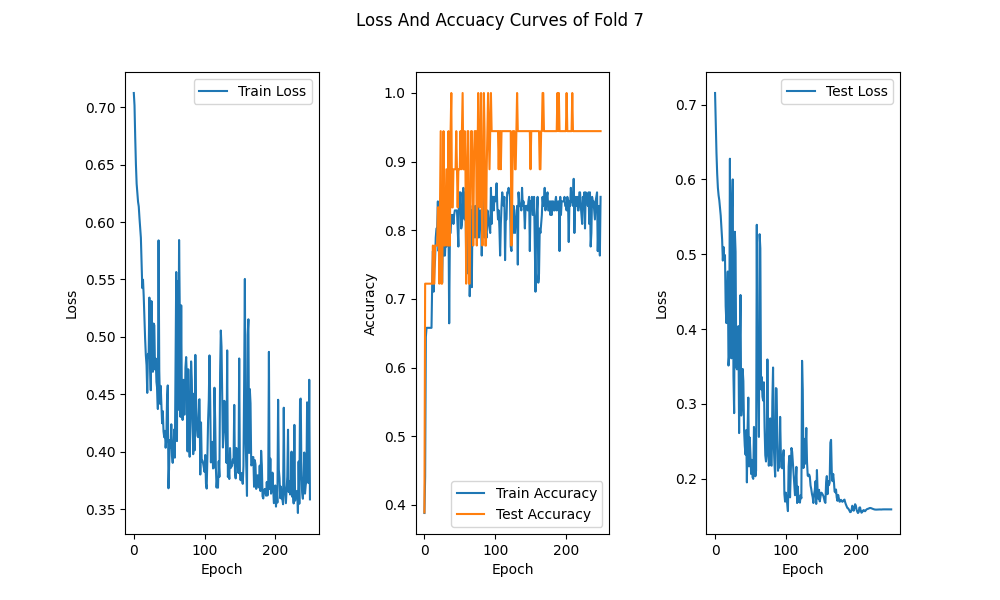 Loss And Accuacy Curves of Fold 7
Train Loss
0.70
0.65
0.60
0.55
0.50
0.45
0.40
0.35
Loss
0
100
200
Epoch
1.0
0.9
0.8
0.7
0.6
0.5
0.4
Accuracy
Train Accuracy
Test Accuracy
0
100
200
Epoch
Test Loss
0.7
0.6
0.5
0.4
0.3
0.2
Loss
0
100
200
Epoch